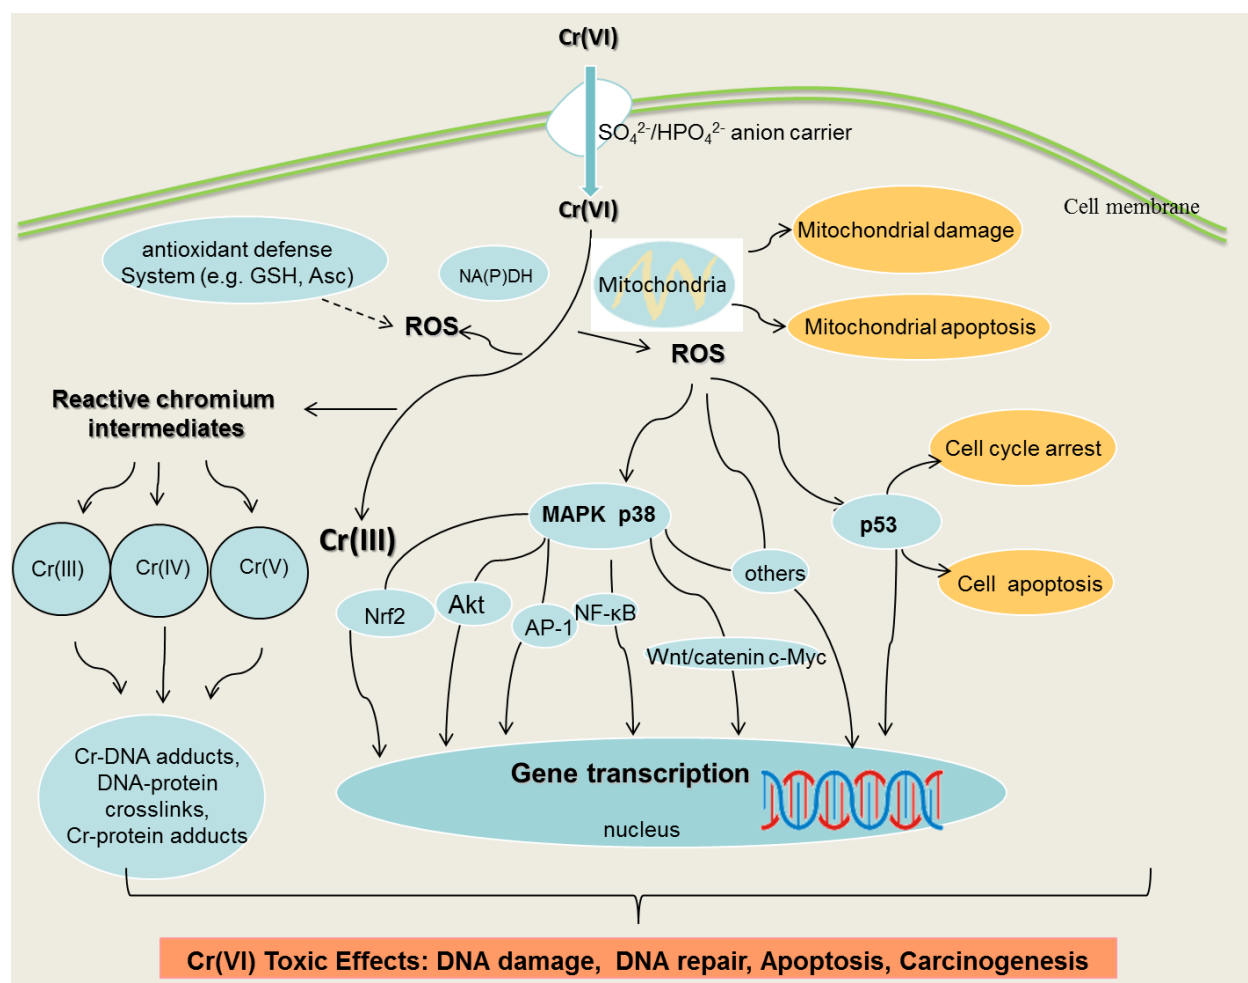 Cr(VI)
SO₄²⁻/HPO₄²⁻ anion carrier
Cell membrane
Cr(VI)
antioxidant defense
System (e.g. GSH, Asc)
NA(P)DH
Mitochondria
Mitochondrial damage
Mitochondrial apoptosis
ROS
ROS
Reactive chromium
intermediates
Cr(III)
Cr(IV)
Cr(V)
Cr(III)
MAPK p38
p53
Cell cycle arrest
Cell apoptosis
Nrf2
Akt
AP-1
NF-κB
others
Wnt/catenin c-Myc
Cr-DNA adducts,
DNA-protein
crosslinks,
Cr-protein adducts
Gene transcription
nucleus
Cr(VI) Toxic Effects: DNA damage, DNA repair, Apoptosis, Carcinogenesis